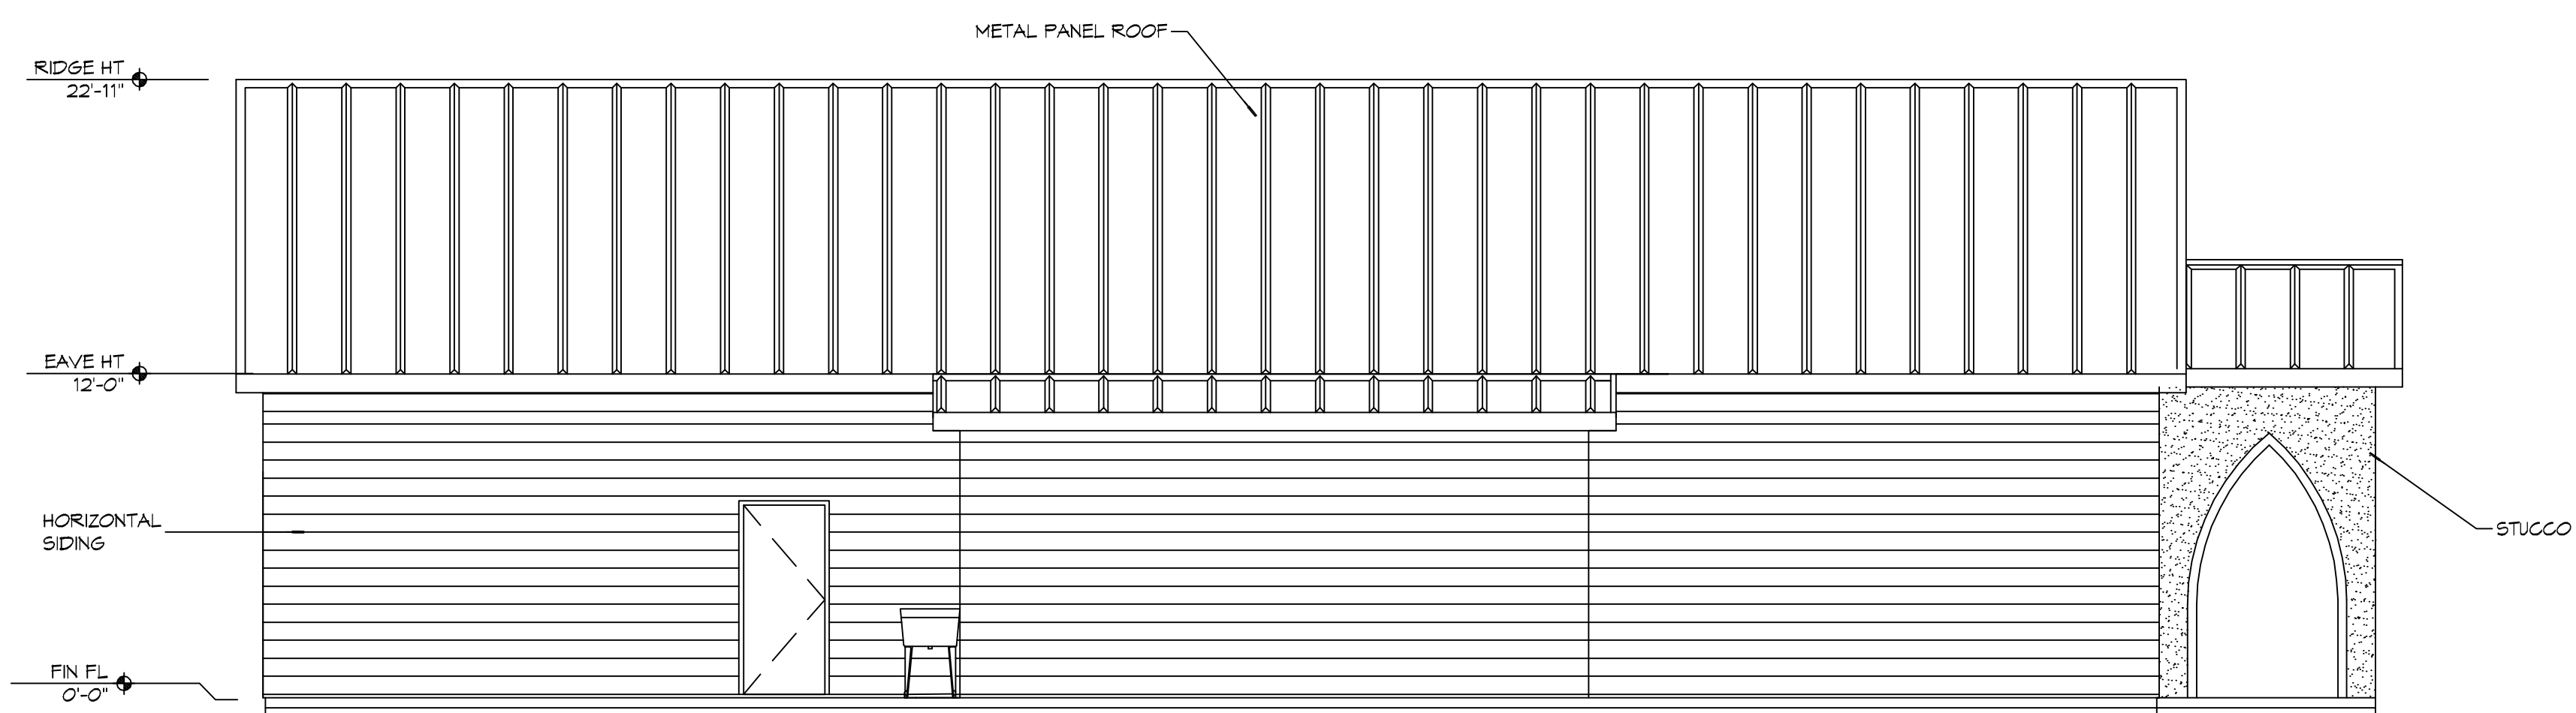 METAL PANEL ROOF
RIDGE HT
22'-11"
EAVE HT
12'-0"
HORIZONTAL
SIDING
STUCCO
FIN FL
0'-0"